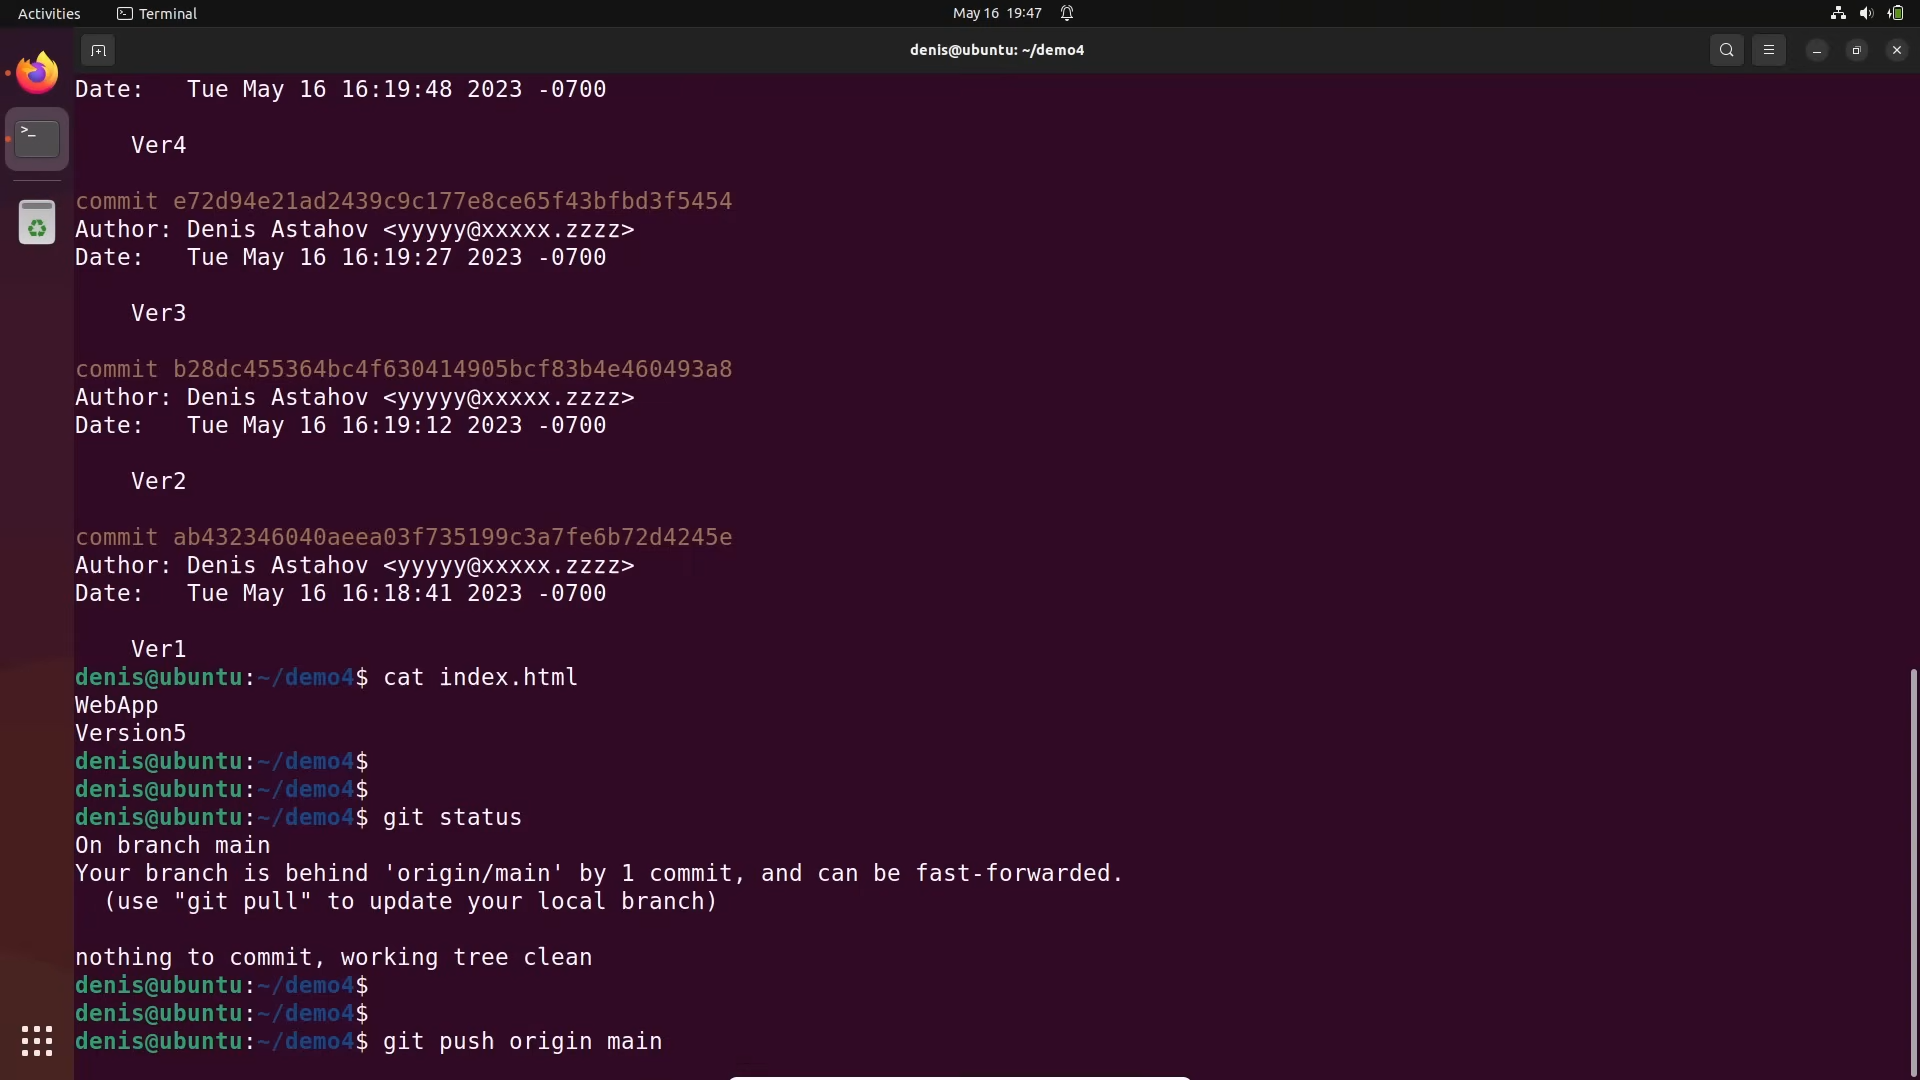 Activities
Terminal
May 16 19:47
denis@ubuntu: ~/demo4
Date:   Tue May 16 16:19:48 2023 -0700
    Ver4
commit e72d94e21ad2439c9c177e8ce65f43bfbd3f5454
Author: Denis Astahov <yyyyy@xxxxx.zzzz>
Date:   Tue May 16 16:19:27 2023 -0700
    Ver3
commit b28dc455364bc4f630414905bcf83b4e460493a8
Author: Denis Astahov <yyyyy@xxxxx.zzzz>
Date:   Tue May 16 16:19:12 2023 -0700
    Ver2
commit ab432346040aeea03f735199c3a7fe6b72d4245e
Author: Denis Astahov <yyyyy@xxxxx.zzzz>
Date:   Tue May 16 16:18:41 2023 -0700
    Ver1
denis@ubuntu:~/demo4$ cat index.html
WebApp
Version5
denis@ubuntu:~/demo4$
denis@ubuntu:~/demo4$
denis@ubuntu:~/demo4$ git status
On branch main
Your branch is behind 'origin/main' by 1 commit, and can be fast-forwarded.
  (use "git pull" to update your local branch)
nothing to commit, working tree clean
denis@ubuntu:~/demo4$
denis@ubuntu:~/demo4$
denis@ubuntu:~/demo4$ git push origin main